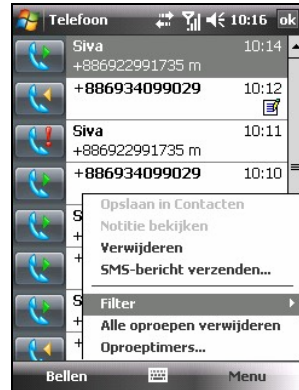 Telefoon 10:16 ok
Siva 10:14
+886922991735 m
+886934099029 10:12
Siva 10:11
+886922991735 m
+886934099029 10:10
Opslaan in Contacten
S
Notitie bekijken
+
Verwijderen
+
SMS-bericht verzenden...
S
Filter
+
Alle oproepen verwijderen
+
Oproeptimers...
Bellen Menu